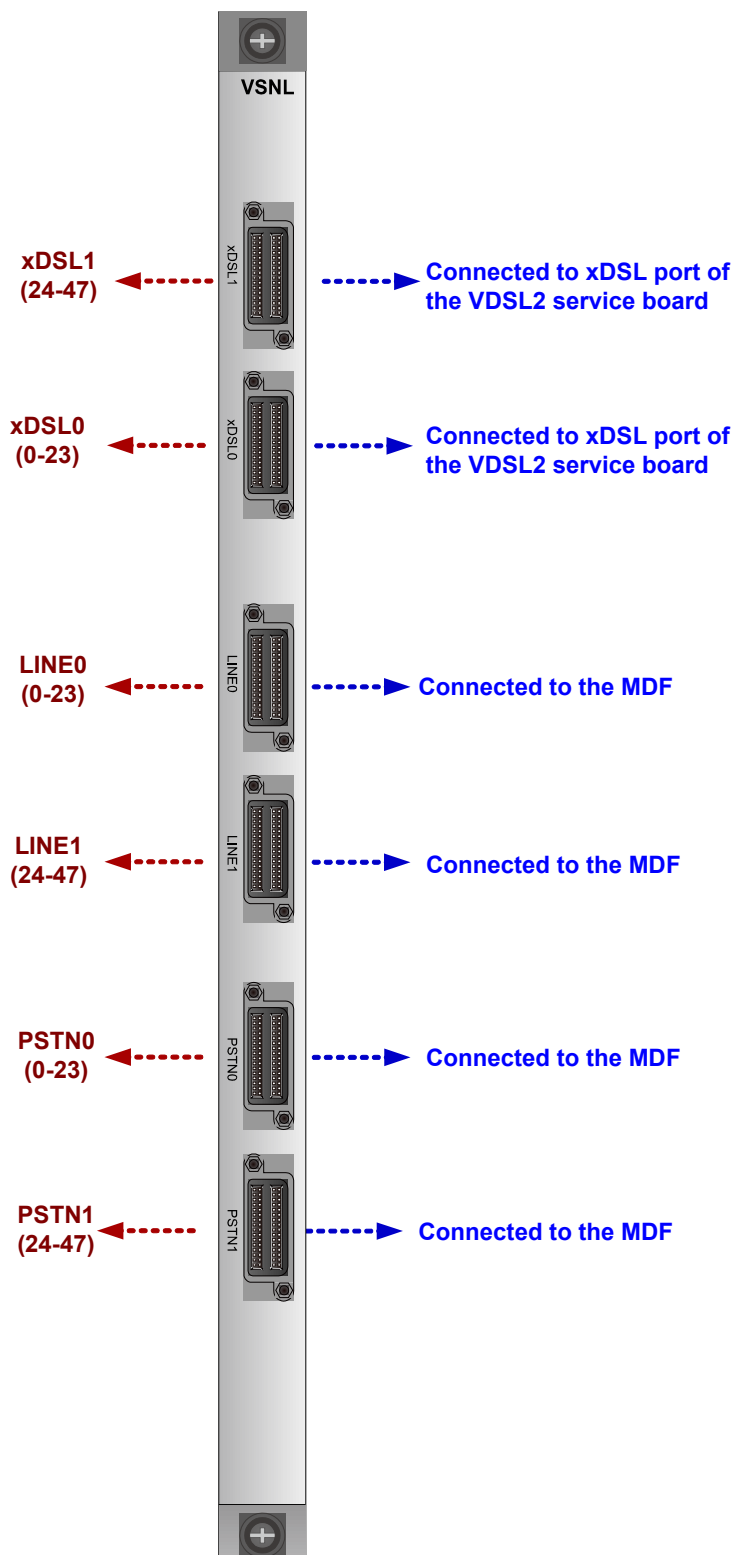 VSNL
xDSL1
(24-47)
xDSL1
Connected to xDSL port of
the VDSL2 service board
xDSL0
(0-23)
xDSL0
Connected to xDSL port of
the VDSL2 service board
LINE0
(0-23)
LINE0
Connected to the MDF
LINE1
(24-47)
LINE1
Connected to the MDF
PSTN0
(0-23)
PSTN0
Connected to the MDF
PSTN1
(24-47)
PSTN1
Connected to the MDF